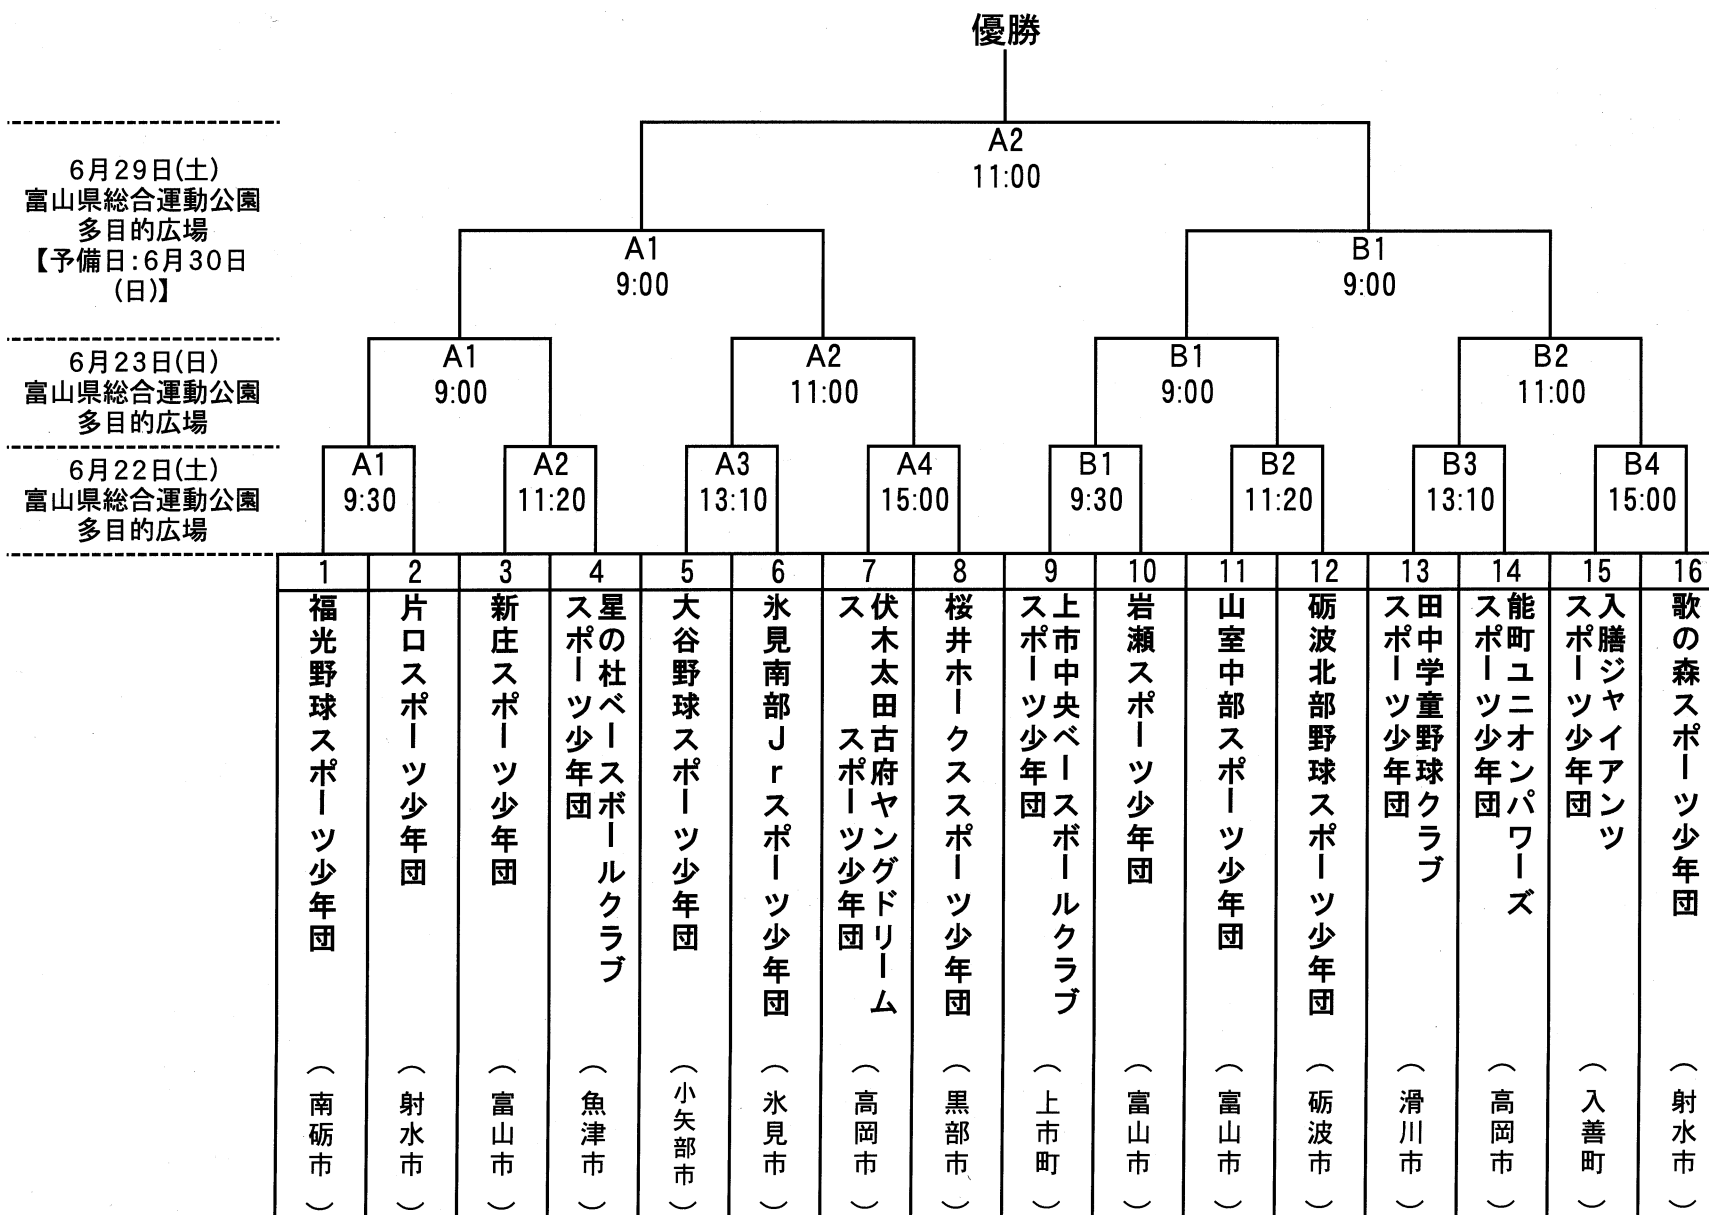 優勝
A2
11:00
6月29日(土)
富山県総合運動公園
多目的広場
【予備日:6月30日
(日)】
A1
9:00
B1
9:00
6月23日(日)
富山県総合運動公園
多目的広場
A1
9:00
A2
11:00
B1
9:00
B2
11:00
6月22日(土)
富山県総合運動公園
多目的広場
A1
9:30
A2
11:20
A3
13:10
A4
15:00
B1
9:30
B2
11:20
B3
13:10
B4
15:00
1
福光野球スポーツ少年団
(南砺市)
2
片口スポーツ少年団
(射水市)
3
新庄スポーツ少年団
(富山市)
4
星の杜ベースボールクラブ
スポーツ少年団
(魚津市)
5
大谷野球スポーツ少年団
(小矢部市)
6
氷見南部Jrスポーツ少年団
(氷見市)
7
伏木太田古府ヤングドリーム
ス スポーツ少年団
(高岡市)
8
桜井ホークススポーツ少年団
(黒部市)
9
上市中央ベースボールクラブ
スポーツ少年団
(上市町)
10
岩瀬スポーツ少年団
(富山市)
11
山室中部スポーツ少年団
(富山市)
12
砺波北部野球スポーツ少年団
(砺波市)
13
田中学童野球クラブ
スポーツ少年団
(滑川市)
14
能町ユニオンパワーズ
スポーツ少年団
(高岡市)
15
入膳ジャイアンツ
スポーツ少年団
(入善町)
16
歌の森スポーツ少年団
(射水市)